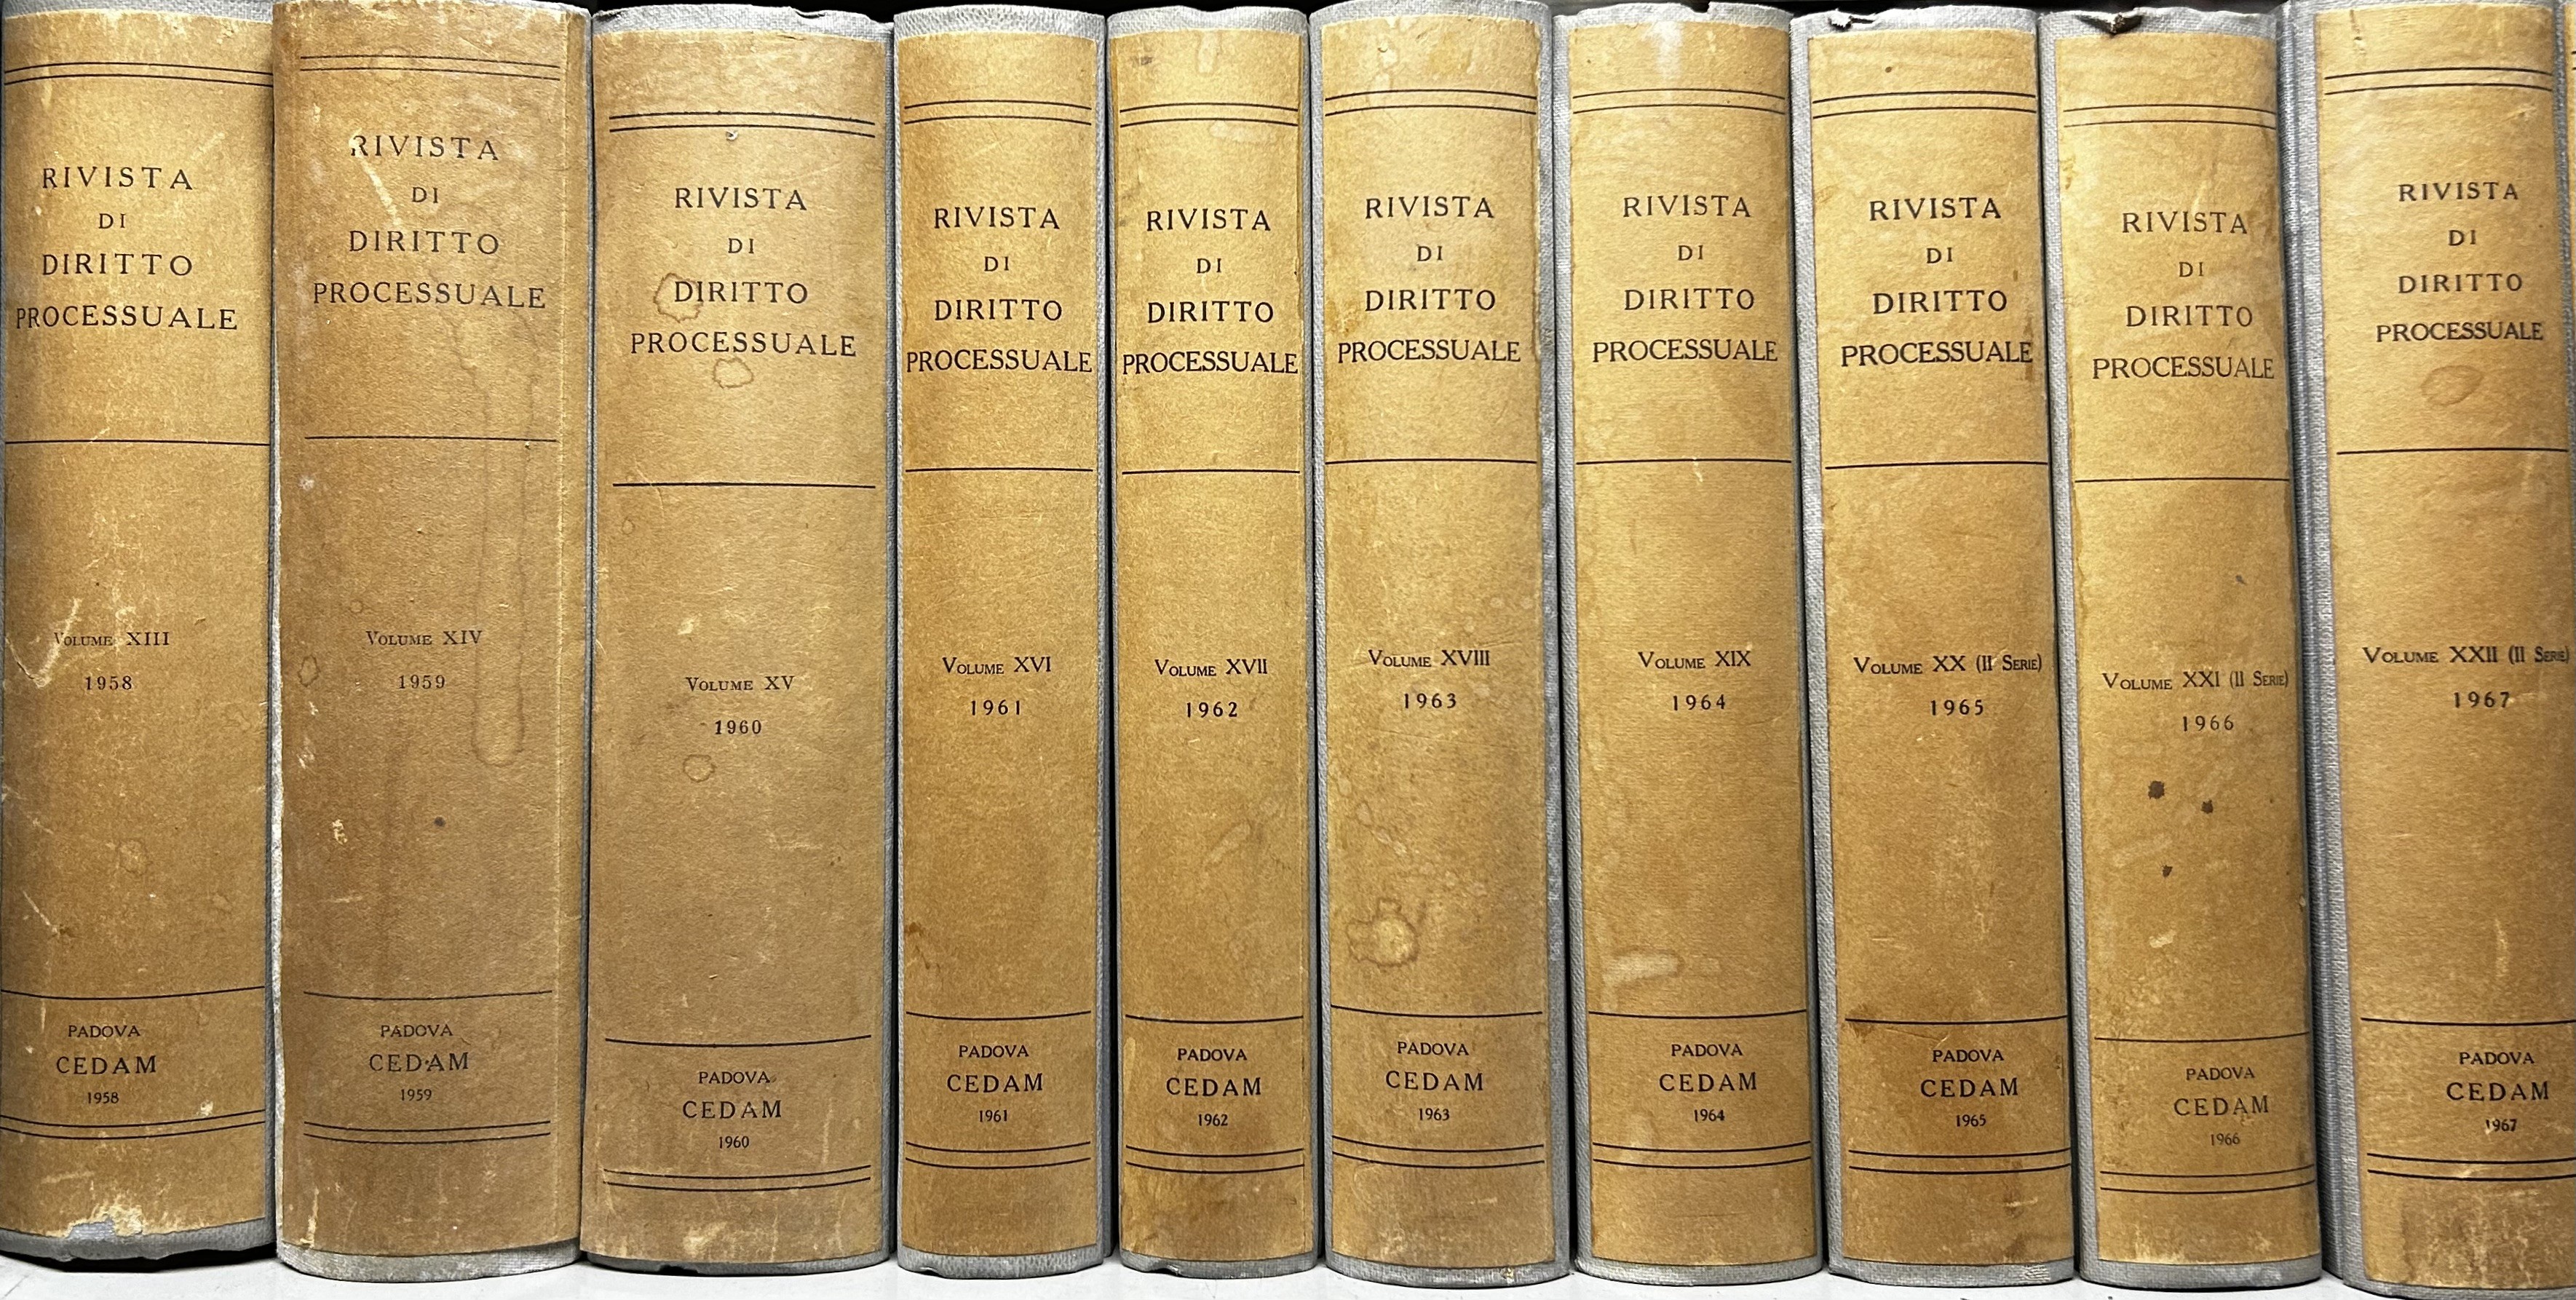 RIVISTA
DI
DIRITTO
PROCESSUALE
VOLUME XIII
1958
PADOVA
CEDAM
1958
RIVISTA
DI
DIRITTO
PROCESSUALE
VOLUME XIV
1959
PADOVA
CEDAM
1959
RIVISTA
DI
DIRITTO
PROCESSUALE
VOLUME XV
1960
PADOVA
CEDAM
1960
RIVISTA
DI
DIRITTO
PROCESSUALE
VOLUME XVI
1961
PADOVA
CEDAM
1961
RIVISTA
DI
DIRITTO
PROCESSUALE
VOLUME XVII
1962
PADOVA
CEDAM
1962
RIVISTA
DI
DIRITTO
PROCESSUALE
VOLUME XVIII
1963
PADOVA
CEDAM
1963
RIVISTA
DI
DIRITTO
PROCESSUALE
VOLUME XIX
1964
PADOVA
CEDAM
1964
RIVISTA
DI
DIRITTO
PROCESSUALE
VOLUME XX (II SERIE)
1965
PADOVA
CEDAM
1965
RIVISTA
DI
DIRITTO
PROCESSUALE
VOLUME XXI (II SERIE)
1966
PADOVA
CEDAM
1966
RIVISTA
DI
DIRITTO
PROCESSUALE
VOLUME XXII (II SERIE)
1967
PADOVA
CEDAM
1967